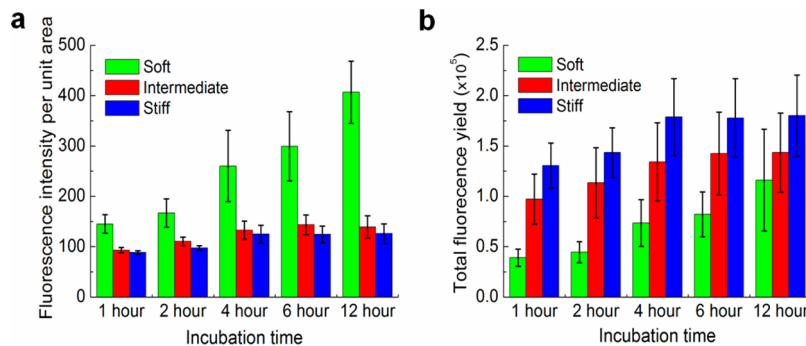 a
Fluorescence intensity per unit area
500
400
300
200
100
0
Soft
Intermediate
Stiff
1 hour 2 hour 4 hour 6 hour 12 hour
Incubation time
b
Total fluorecence yield (×10⁵)
2.5
2.0
1.5
1.0
0.5
0.0
Soft
Intermediate
Stiff
1 hour 2 hour 4 hour 6 hour 12 hour
Incubation time